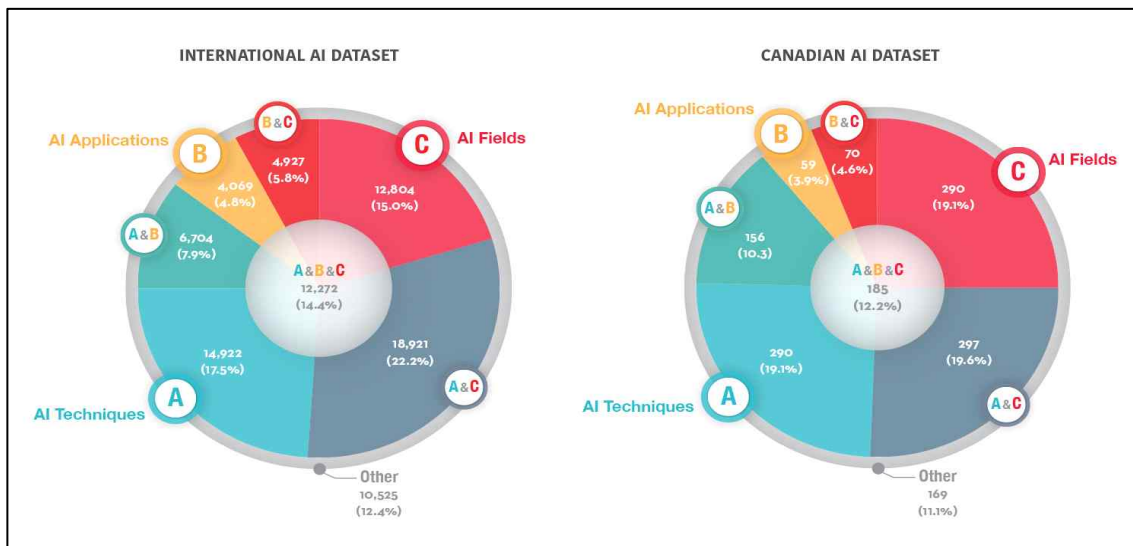 INTERNATIONAL AI DATASET
AI Applications
B
B & C
4,927
(5.8%)
C
AI Fields
4,069
(4.8%)
12,804
(15.0%)
A & B
6,704
(7.9%)
A & B & C
12,272
(14.4%)
14,922
(17.5%)
18,921
(22.2%)
A
AI Techniques
A & C
Other
10,525
(12.4%)
CANADIAN AI DATASET
AI Applications
B
B & C
59
(3.9%)
70
(4.6%)
C
AI Fields
290
(19.1%)
A & B
156
(10.3)
A & B & C
185
(12.2%)
290
(19.1%)
297
(19.6%)
A
AI Techniques
A & C
Other
169
(11.1%)